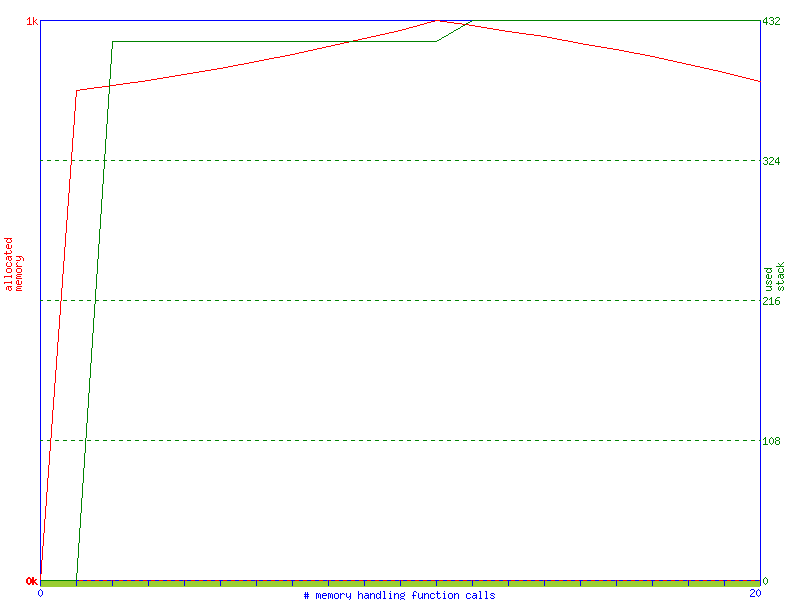 1k
432
324
allocated
memory
used
stack
216
108
0k
0
0
# memory handling function calls
20